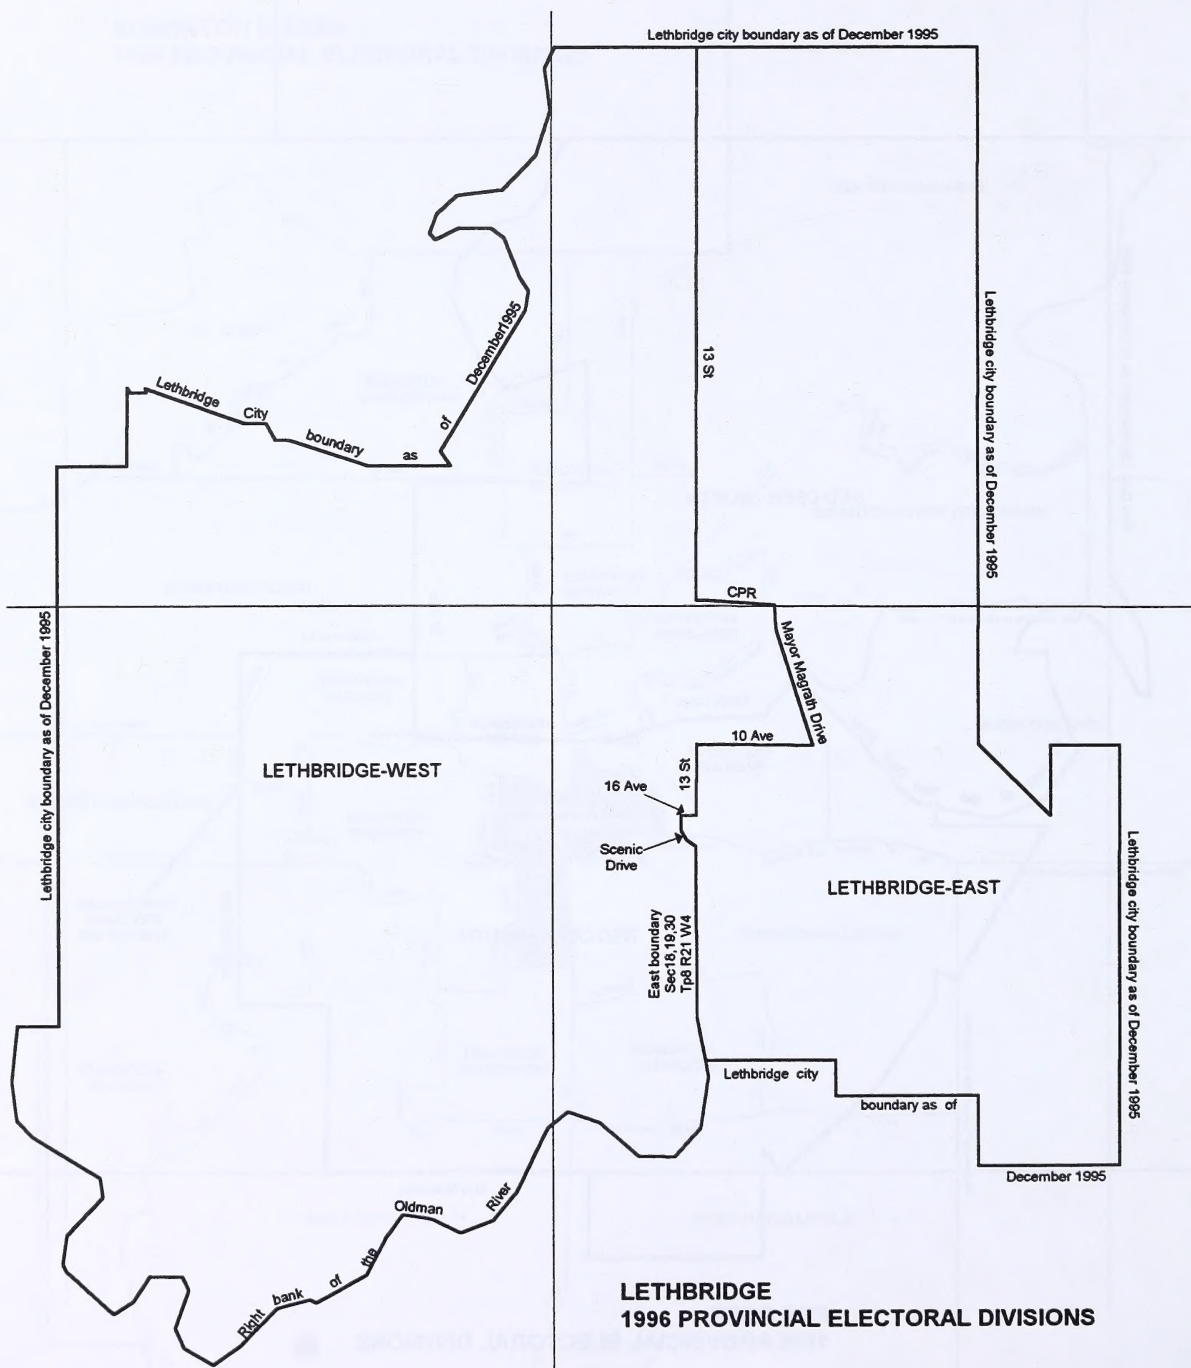 Lethbridge city boundary as of December 1995
Lethbridge City boundary as of December 1995
13 St
Lethbridge city boundary as of December 1995
CPR
Mayor Magrath Drive
Lethbridge city boundary as of December 1995
10 Ave
LETHBRIDGE-WEST
13 St
16 Ave
Scenic
Drive
LETHBRIDGE-EAST
Lethbridge city boundary as of December 1995
East boundary
Sec18,19,30
Tp8 R21 W4
Lethbridge city
boundary as of
December 1995
Right bank of the Oldman River
LETHBRIDGE
1996 PROVINCIAL ELECTORAL DIVISIONS